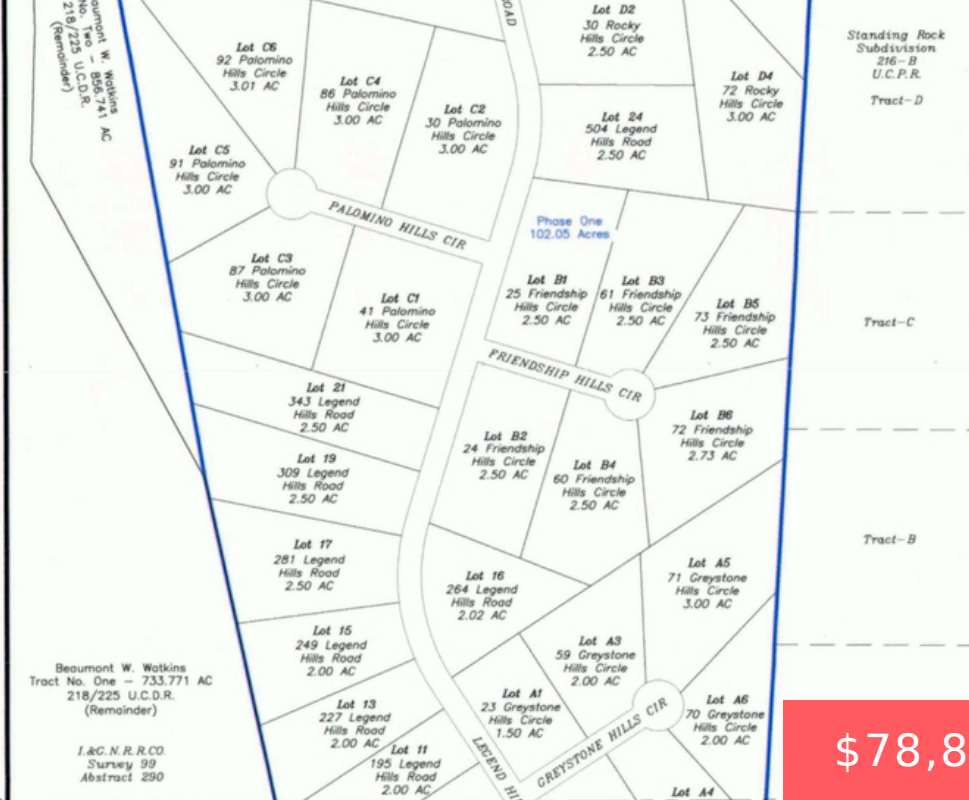 Beaumont W. Watkins
No. Two - 856.741 AC
218/225 U.C.D.R.
(Remainder)
Lot C6
92 Palomino
Hills Circle
3.01 AC
Lot C4
86 Palomino
Hills Circle
3.00 AC
Lot C2
30 Palomino
Hills Circle
3.00 AC
Lot D2
30 Rocky
Hills Circle
2.50 AC
Lot D4
72 Rocky
Hills Circle
3.00 AC
Standing Rock
Subdivision
216-B
U.C.P.R.
Tract-D
Lot 24
504 Legend
Hills Road
2.50 AC
Lot C5
91 Palomino
Hills Circle
3.00 AC
PALOMINO HILLS CIR
Phase One
102.05 Acres
Lot C3
87 Palomino
Hills Circle
3.00 AC
Lot C1
41 Palomino
Hills Circle
3.00 AC
Lot B1
25 Friendship
Hills Circle
2.50 AC
Lot B3
61 Friendship
Hills Circle
2.50 AC
Lot B5
73 Friendship
Hills Circle
2.50 AC
Tract-C
FRIENDSHIP HILLS CIR
Lot 21
343 Legend
Hills Road
2.50 AC
Lot B6
72 Friendship
Hills Circle
2.73 AC
Lot B2
24 Friendship
Hills Circle
2.50 AC
Lot 19
309 Legend
Hills Road
2.50 AC
Lot B4
60 Friendship
Hills Circle
2.50 AC
Tract-B
Lot 17
281 Legend
Hills Road
2.50 AC
Lot 16
264 Legend
Hills Road
2.02 AC
Lot A5
71 Greystone
Hills Circle
3.00 AC
Lot 15
249 Legend
Hills Road
2.00 AC
Lot A3
59 Greystone
Hills Circle
2.00 AC
Beaumont W. Watkins
Tract No. One - 733.771 AC
218/225 U.C.D.R.
(Remainder)
Lot 13
227 Legend
Hills Road
2.00 AC
Lot A1
23 Greystone
Hills Circle
1.50 AC
Lot A6
70 Greystone
Hills Circle
2.00 AC
GREYSTONE HILLS CIR
I.&G.N.R.R.CO.
Survey 99
Abstract 290
Lot 11
195 Legend
Hills Road
2.00 AC
LEGEND HI
Lot A4
$78,8